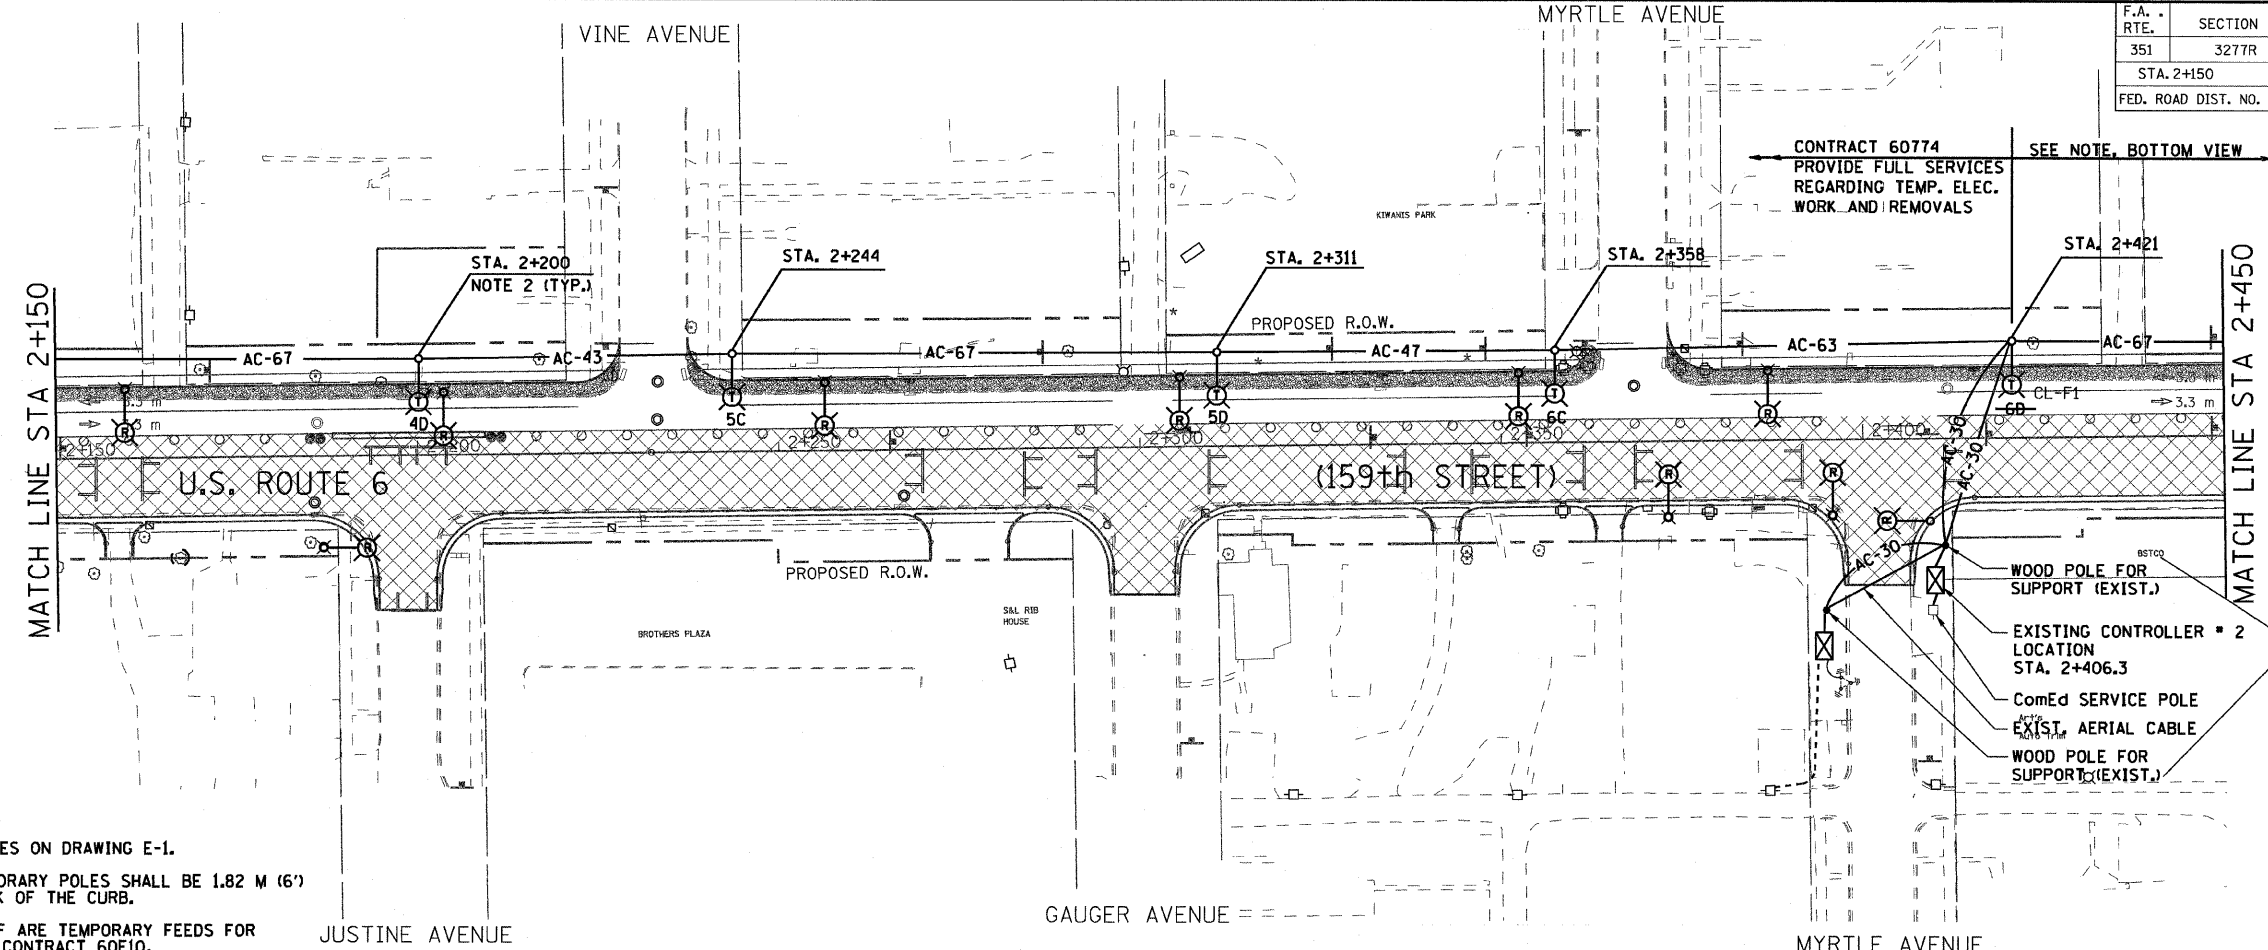 VINE AVENUE
MYRTLE AVENUE
F.A. .
RTE.
SECTION
351
3277R
STA. 2+150
FED. ROAD DIST. NO.
CONTRACT 60774
PROVIDE FULL SERVICES
REGARDING TEMP. ELEC.
WORK AND REMOVALS
SEE NOTE, BOTTOM VIEW
KIWANIS PARK
STA. 2+200
NOTE 2 (TYP.)
STA. 2+244
STA. 2+311
STA. 2+358
STA. 2+421
MATCH LINE STA 2+150
MATCH LINE STA 2+450
PROPOSED R.O.W.
AC-67
AC-43
AC-67
AC-47
AC-63
AC-67
T
T
T
T
T
4D
5C
5D
6C
6D
CL-F1
3.3 m
R
R
R
R
R
R
2+150
2+200
2+250
2+300
2+350
2+400
U.S. ROUTE 6
(159th STREET)
R
R
R
R
AC-30
AC-30
AC-30
PROPOSED R.O.W.
BSTCO
WOOD POLE FOR
SUPPORT (EXIST.)
S&L RIB
HOUSE
BROTHERS PLAZA
EXISTING CONTROLLER # 2
LOCATION
STA. 2+406.3
ComEd SERVICE POLE
Art's
Auto Trim
EXIST. AERIAL CABLE
WOOD POLE FOR
SUPPORT (EXIST.)
ES ON DRAWING E-1.
ORARY POLES SHALL BE 1.82 M (6')
K OF THE CURB.
F ARE TEMPORARY FEEDS FOR
CONTRACT 60F10.
JUSTINE AVENUE
GAUGER AVENUE
MYRTLE AVENUE